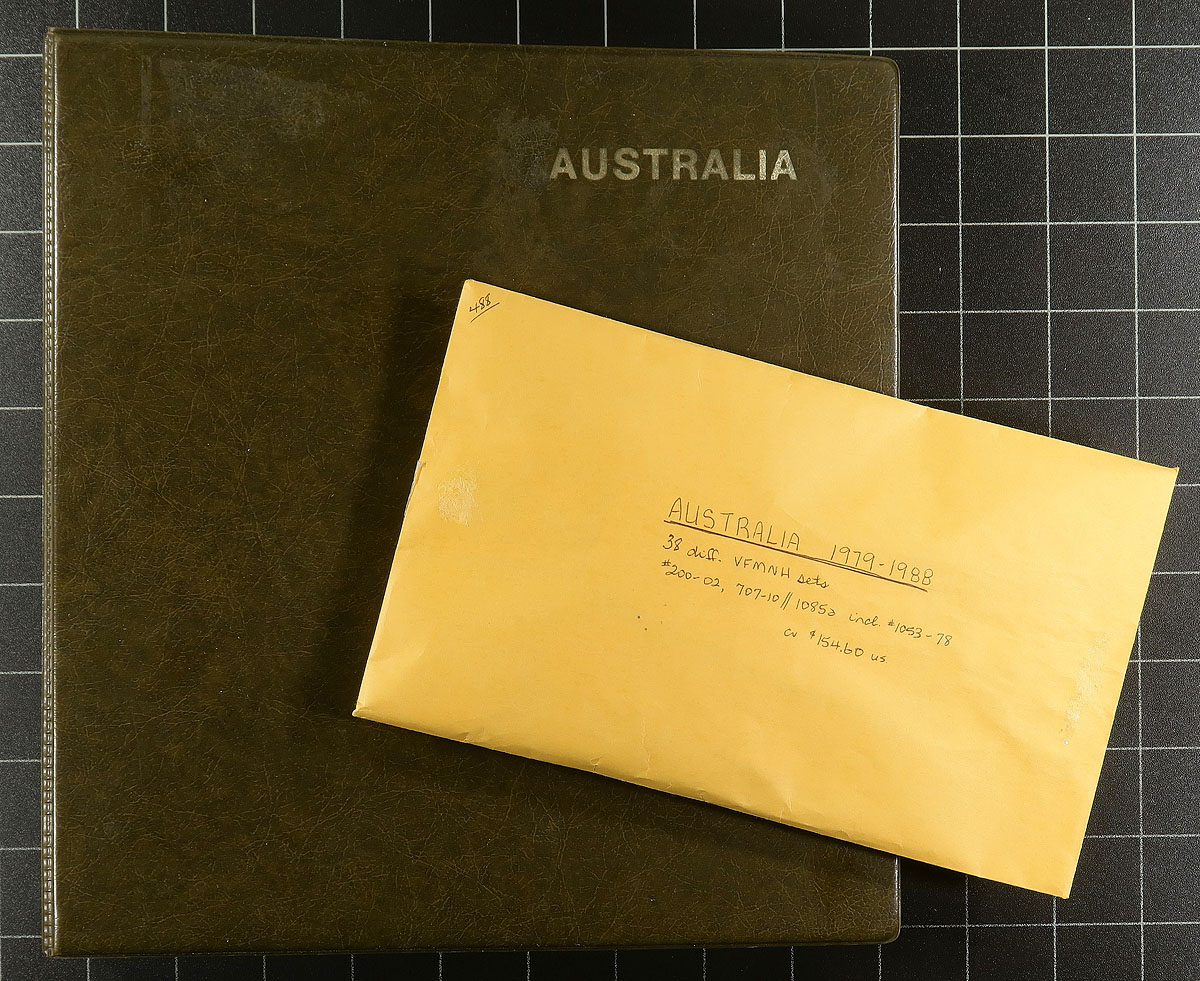 AUSTRALIA
488
AUSTRALIA 1979-1988
38 diff. VFMNH sets
#200-02, 707-10//1085a incl. #1053-78
cv $154.60 us